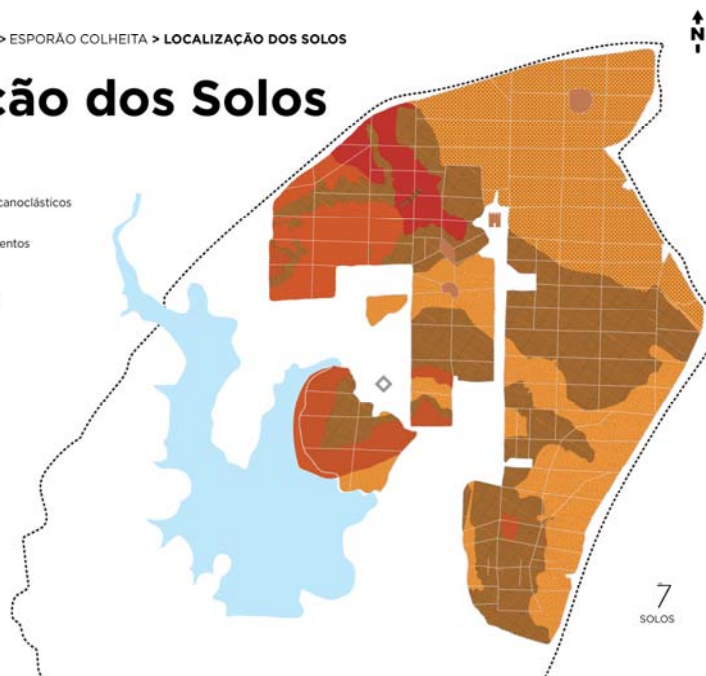 > ESPORÃO COLHEITA > LOCALIZAÇÃO DOS SOLOS
N
ção dos Solos
canoclásticos
entos
7
SOLOS